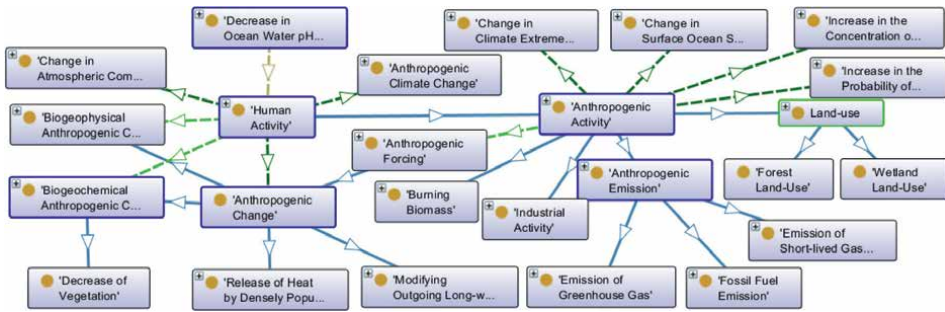 'Decrease in
Ocean Water pH...
'Change in
Climate Extreme...
'Change in
Surface Ocean S...
'Increase in the
Concentration o...
'Change in
Atmospheric Com...
'Anthropogenic
Climate Change'
'Increase in the
Probability of...
'Biogeophysical
Anthropogenic C...
'Human
Activity'
'Anthropogenic
Activity'
Land-use
'Anthropogenic
Forcing'
'Biogeochemical
Anthropogenic C...
'Anthropogenic
Change'
'Burning
Biomass'
'Industrial
Activity'
'Anthropogenic
Emission'
'Forest
Land-Use'
'Wetland
Land-Use'
'Emission of
Short-lived Gas...
'Decrease of
Vegetation'
'Release of Heat
by Densely Popu...
'Modifying
Outgoing Long-w...
'Emission of
Greenhouse Gas'
'Fossil Fuel
Emission'